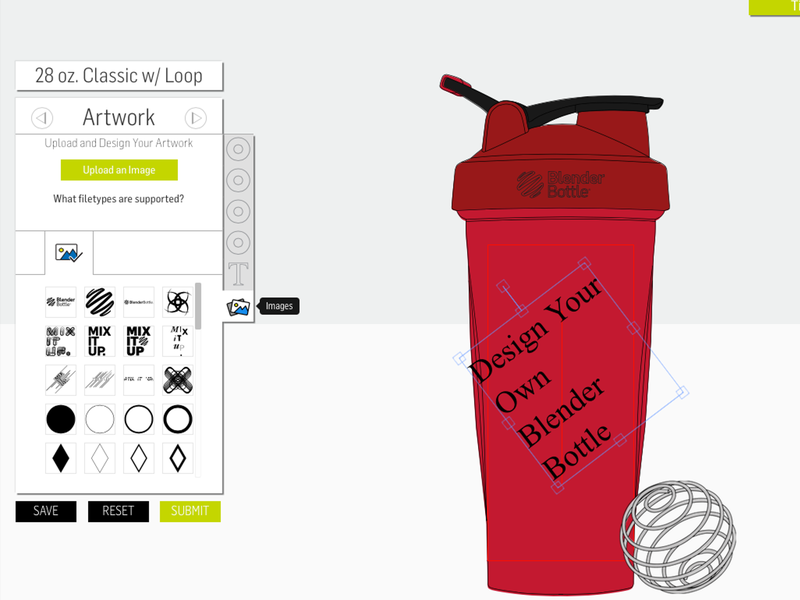 28 oz. Classic w/ Loop
Artwork
Upload and Design Your Artwork
Upload an Image
What filetypes are supported?
T
Images
Blender
Bottle
BlenderBottle
MIX
IT
UP.
MIX
IT
UP.
MIX
IT
UP
MIX
IT
UP
SAVE
RESET
SUBMIT
Blender
Bottle
Design Your
Own
Blender
Bottle